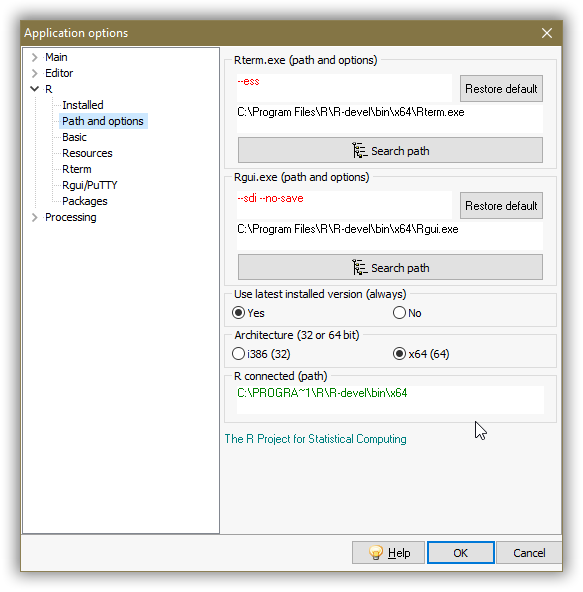 Application options
Main
Editor
R
Installed
Path and options
Basic
Resources
Rterm
Rgui/PuTTY
Packages
Processing
Rterm.exe (path and options)
--ess
Restore default
C:\Program Files\R\R-devel\bin\x64\Rterm.exe
Search path
Rgui.exe (path and options)
--sdi --no-save
Restore default
C:\Program Files\R\R-devel\bin\x64\Rgui.exe
Search path
Use latest installed version (always)
Yes No
Architecture (32 or 64 bit)
i386 (32) x64 (64)
R connected (path)
C:\PROGRA~1\R\R-devel\bin\x64
The R Project for Statistical Computing
Help OK Cancel